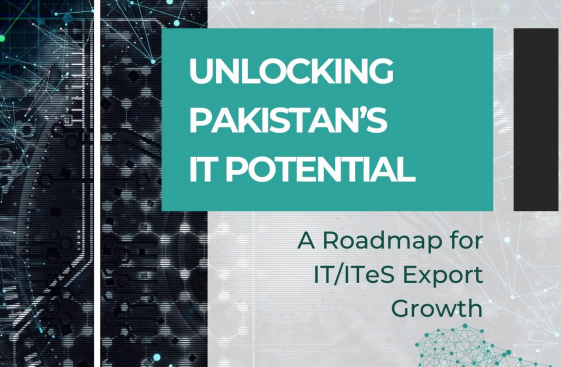 UNLOCKING
PAKISTAN’S
IT POTENTIAL
A Roadmap for
IT/ITeS Export
Growth